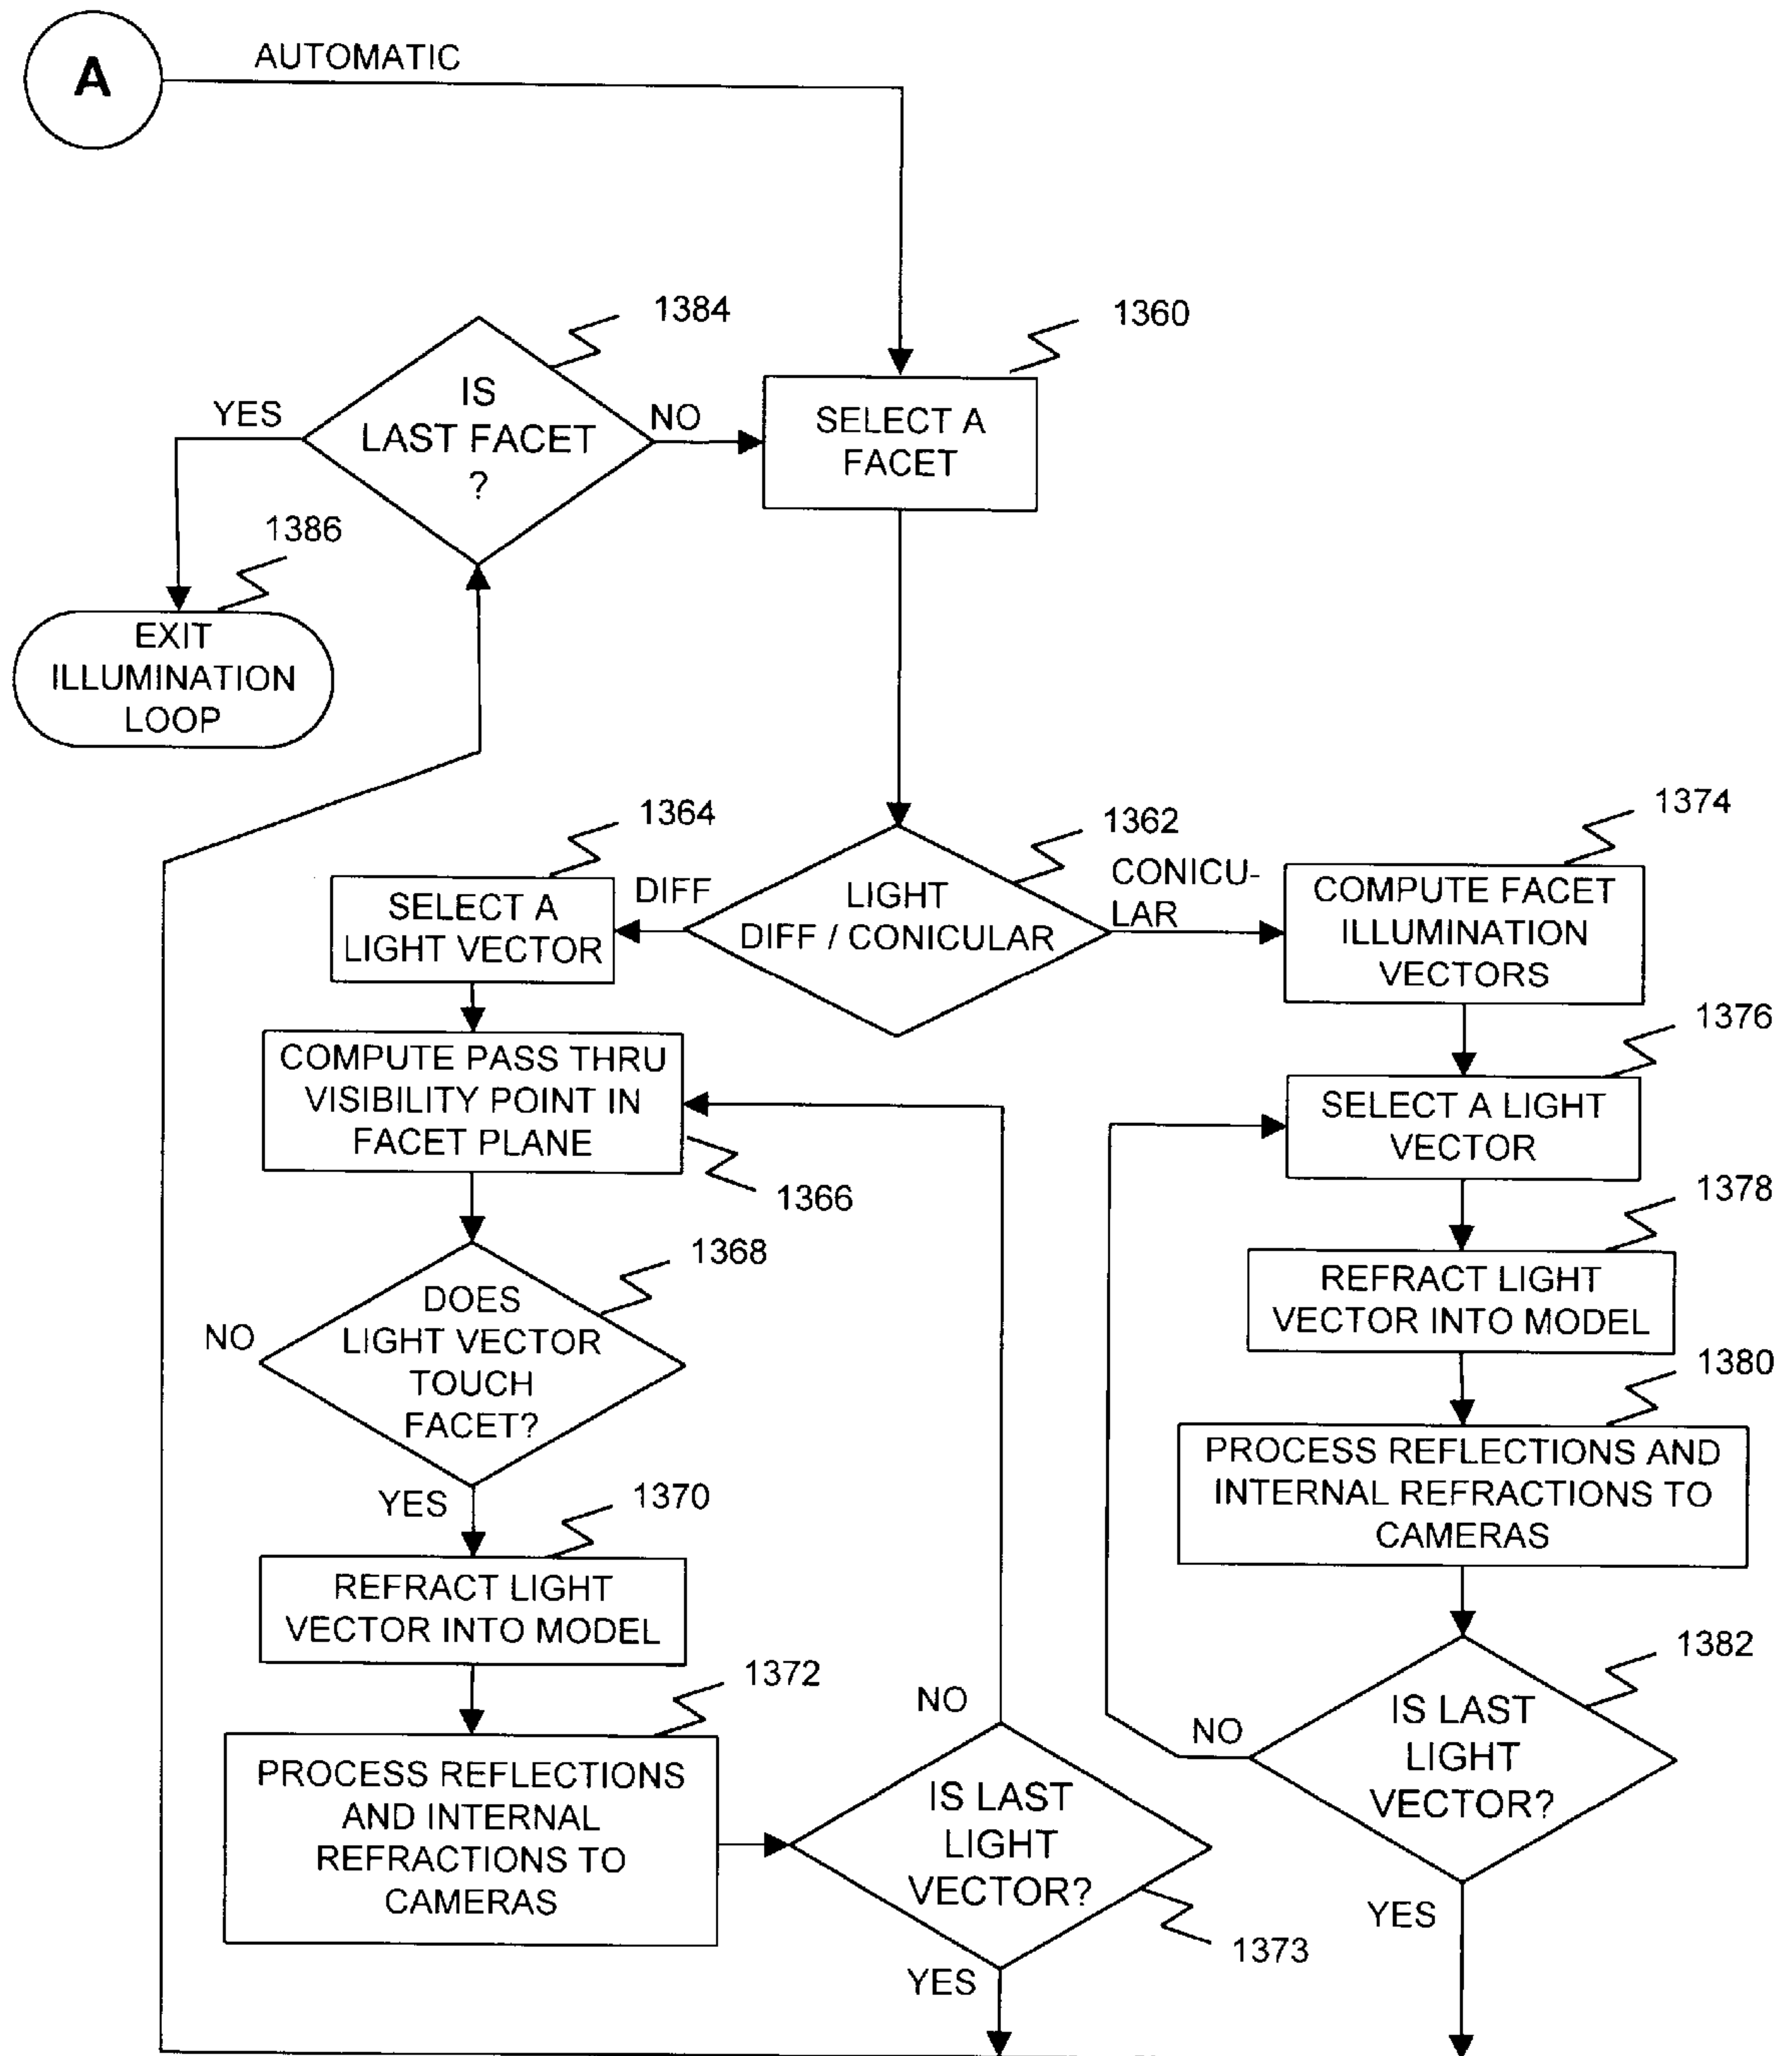 A
AUTOMATIC
1384
1360
IS
LAST FACET
?
YES
NO
SELECT A
FACET
1386
EXIT
ILLUMINATION
LOOP
1364
1362
1374
SELECT A
LIGHT VECTOR
DIFF
LIGHT
DIFF / CONICULAR
CONICU-
LAR
COMPUTE FACET
ILLUMINATION
VECTORS
1376
COMPUTE PASS THRU
VISIBILITY POINT IN
FACET PLANE
1366
SELECT A LIGHT
VECTOR
1378
1368
DOES
LIGHT VECTOR
TOUCH
FACET?
NO
YES
REFRACT LIGHT
VECTOR INTO MODEL
1380
PROCESS REFLECTIONS AND
INTERNAL REFRACTIONS TO
CAMERAS
1370
REFRACT LIGHT
VECTOR INTO MODEL
1372
PROCESS REFLECTIONS
AND INTERNAL
REFRACTIONS TO
CAMERAS
NO
IS LAST
LIGHT
VECTOR?
1373
YES
1382
NO
IS LAST
LIGHT
VECTOR?
YES